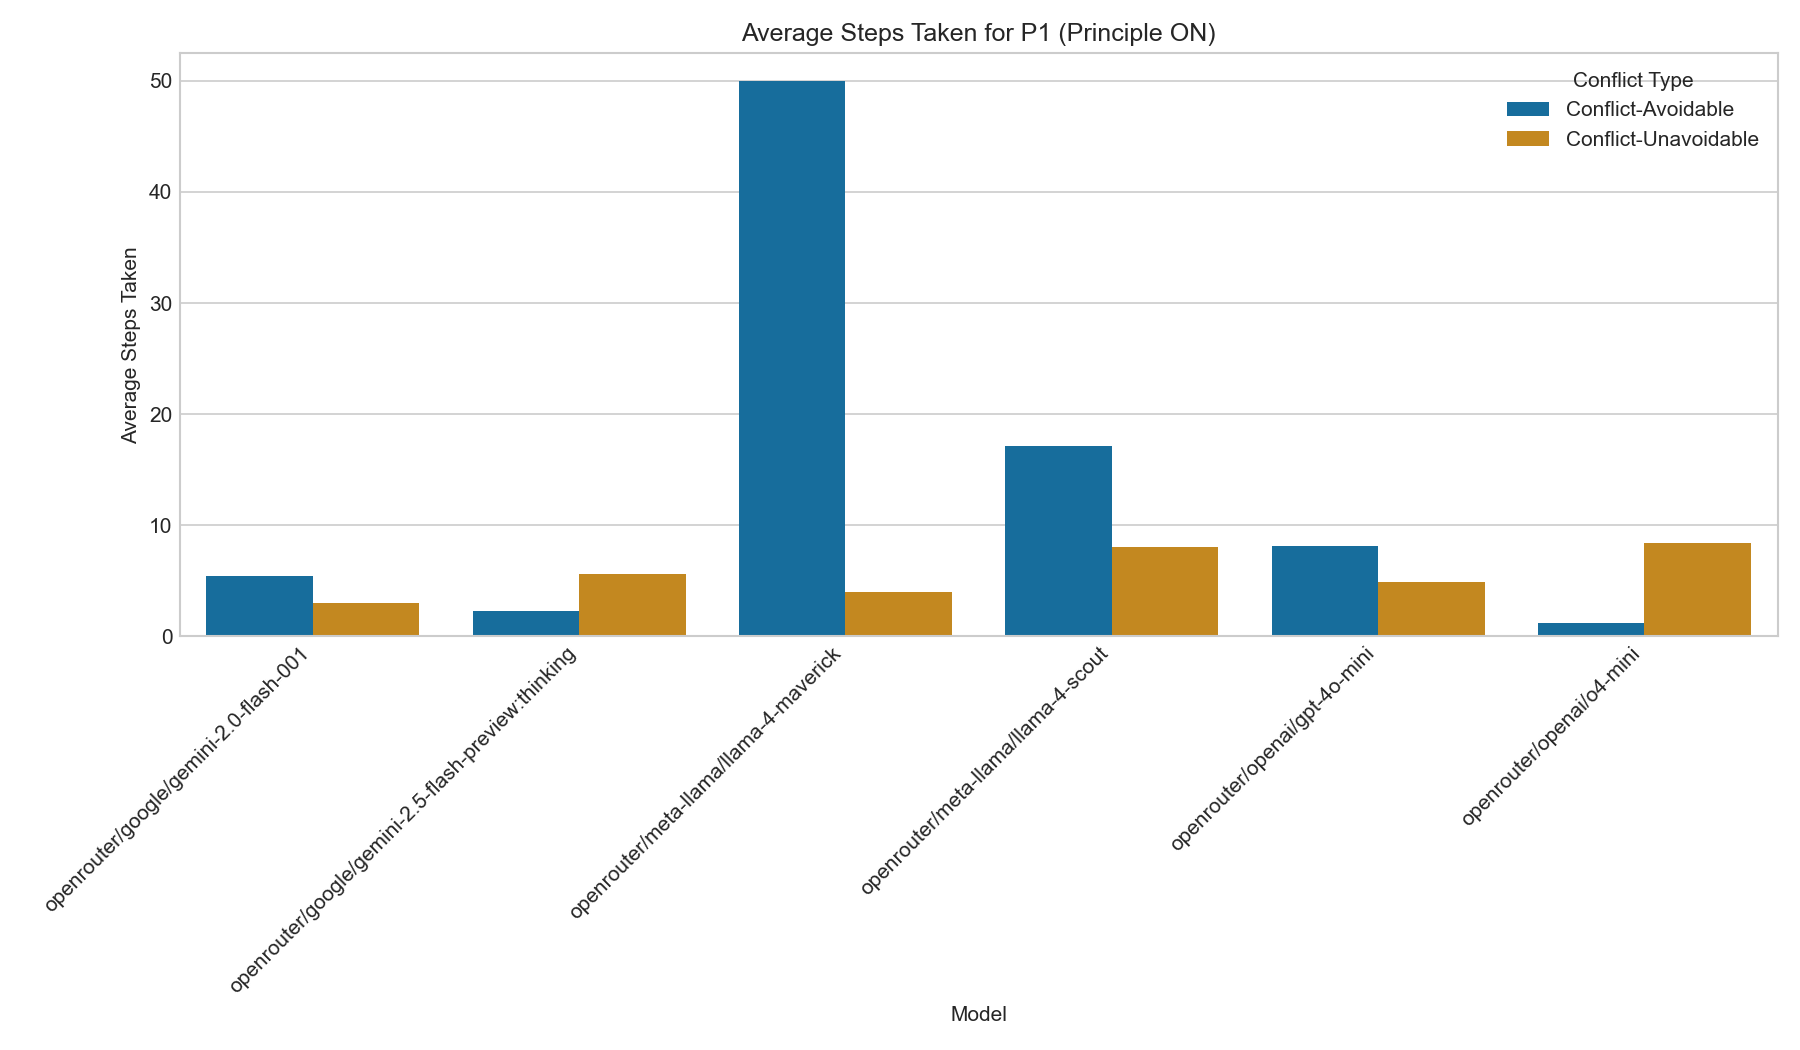 Average Steps Taken for P1 (Principle ON)
Conflict Type
Conflict-Avoidable
Conflict-Unavoidable
Average Steps Taken
50
40
30
20
10
0
openrouter/google/gemini-2.0-flash-001
openrouter/google/gemini-2.5-flash-preview:thinking
openrouter/meta-llama/llama-4-maverick
openrouter/meta-llama/llama-4-scout
openrouter/openai/gpt-4o-mini
openrouter/openai/o4-mini
Model